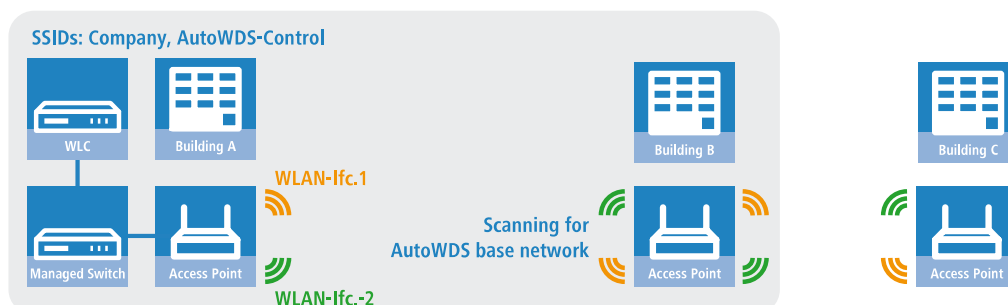 SSIDs: Company, AutoWDS-Control
WLC
Building A
Building B
Building C
WLAN-Ifc.1
Scanning for
AutoWDS base network
Managed Switch
Access Point
Access Point
Access Point
WLAN-Ifc.-2